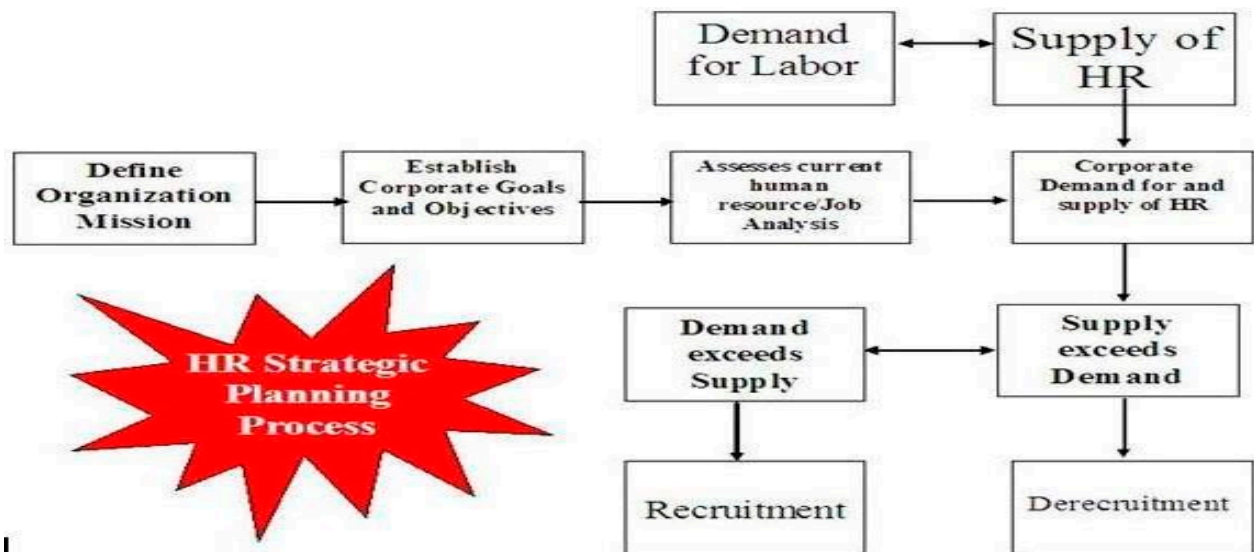 Demand
for Labor
Supply of
HR
Define
Organization
Mission
Establish
Corporate Goals
and Objectives
Assesses current
human
resource/Job
Analysis
Corporate
Demand for and
supply of HR
HR Strategic
Planning
Process
Demand
exceeds
Supply
Supply
exceeds
Demand
Recruitment
Derecruitment